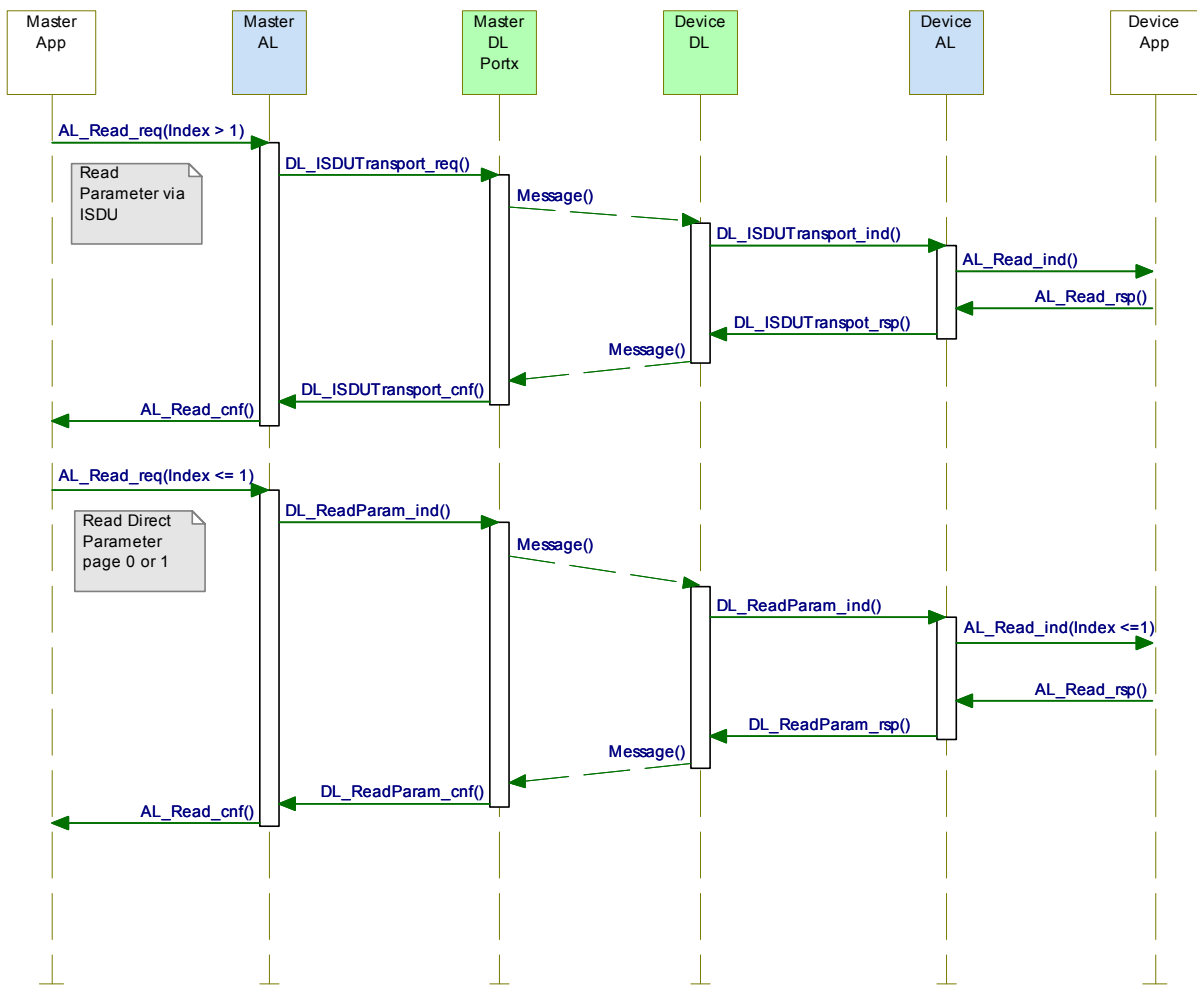 Master
App
Master
AL
Master
DL
Portx
Device
DL
Device
AL
Device
App
AL_Read_req(Index > 1)
Read
Parameter via
ISDU
DL_ISDUTransport_req()
Message()
DL_ISDUTransport_ind()
AL_Read_ind()
AL_Read_rsp()
DL_ISDUTranspot_rsp()
Message()
DL_ISDUTransport_cnf()
AL_Read_cnf()
AL_Read_req(Index <= 1)
Read Direct
Parameter
page 0 or 1
DL_ReadParam_ind()
Message()
DL_ReadParam_ind()
AL_Read_ind(Index <=1)
AL_Read_rsp()
DL_ReadParam_rsp()
Message()
DL_ReadParam_cnf()
AL_Read_cnf()